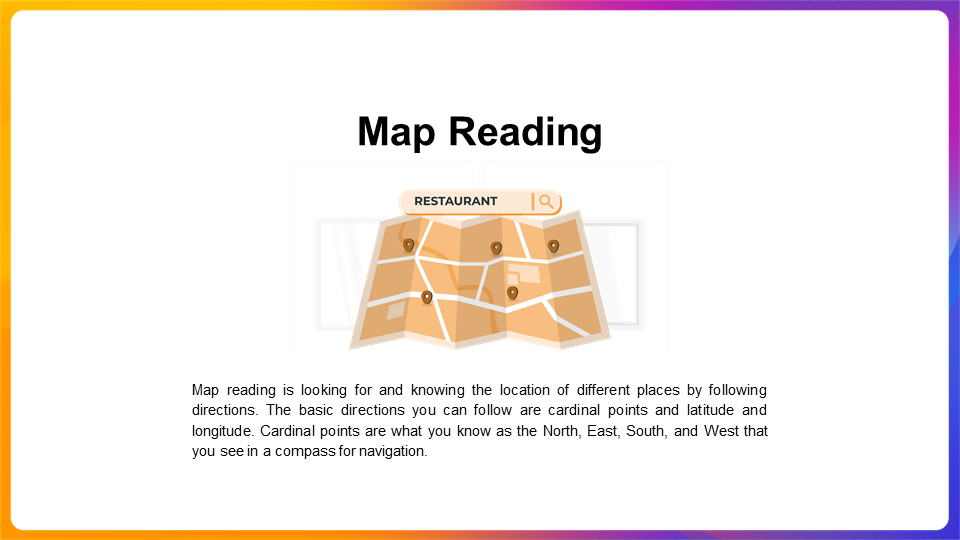 Map Reading
RESTAURANT
Map reading is looking for and knowing the location of different places by following
directions. The basic directions you can follow are cardinal points and latitude and
longitude. Cardinal points are what you know as the North, East, South, and West that
you see in a compass for navigation.